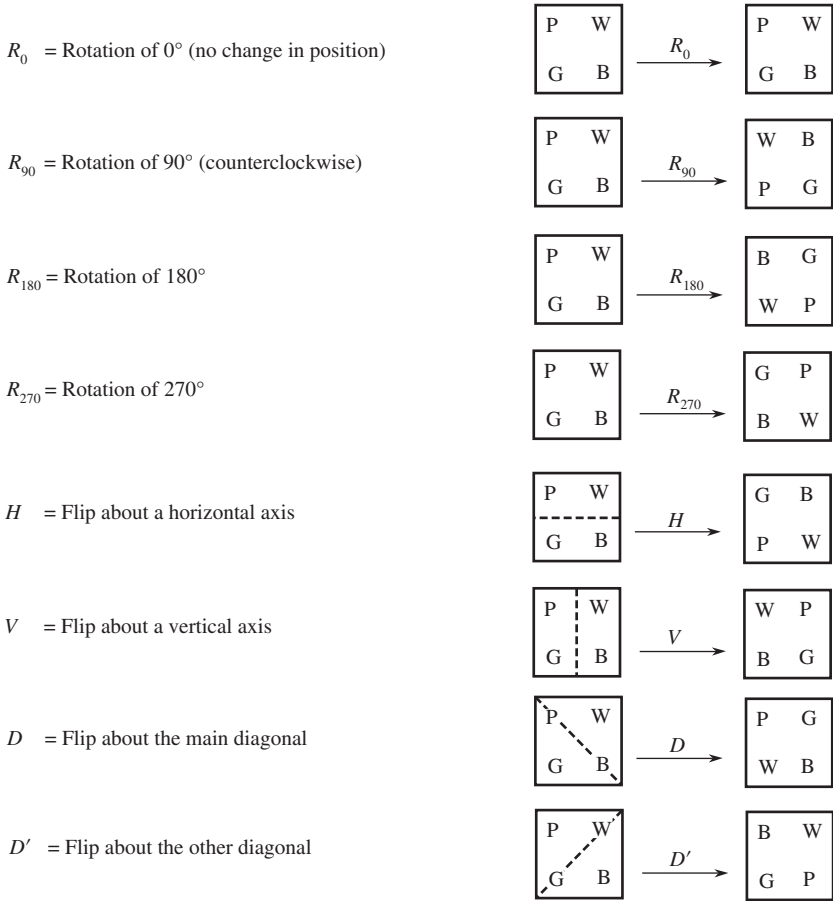 P W P W
R₀ = Rotation of 0° (no change in position) R₀
G B G B
P W W B
R₉₀ = Rotation of 90° (counterclockwise) R₉₀
G B P G
P W B G
R₁₈₀ = Rotation of 180° R₁₈₀
G B W P
P W G P
R₂₇₀ = Rotation of 270° R₂₇₀
G B B W
P W G B
H = Flip about a horizontal axis H
G B P W
P W W P
V = Flip about a vertical axis V
G B B G
P W P G
D = Flip about the main diagonal D
G B W B
P W B W
D′ = Flip about the other diagonal D′
G B G P